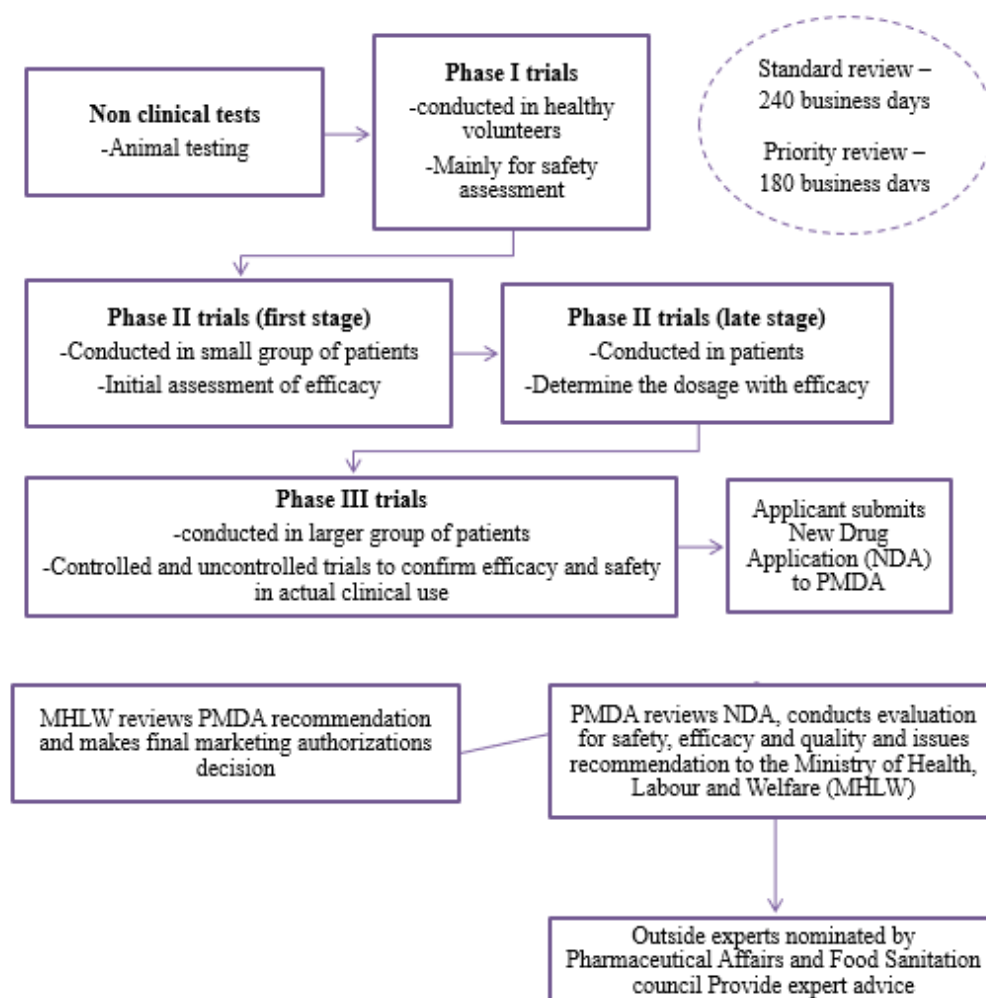 Non clinical tests
-Animal testing
Phase I trials
-conducted in healthy
volunteers
-Mainly for safety
assessment
Standard review –
240 business days
Priority review –
180 business days
Phase II trials (first stage)
-Conducted in small group of patients
-Initial assessment of efficacy
Phase II trials (late stage)
-Conducted in patients
-Determine the dosage with efficacy
Phase III trials
-conducted in larger group of patients
-Controlled and uncontrolled trials to confirm efficacy and safety
in actual clinical use
Applicant submits
New Drug
Application (NDA)
to PMDA
MHLW reviews PMDA recommendation
and makes final marketing authorizations
decision
PMDA reviews NDA, conducts evaluation
for safety, efficacy and quality and issues
recommendation to the Ministry of Health,
Labour and Welfare (MHLW)
Outside experts nominated by
Pharmaceutical Affairs and Food Sanitation
council Provide expert advice